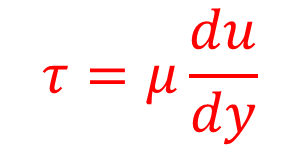 τ = μ du/dy